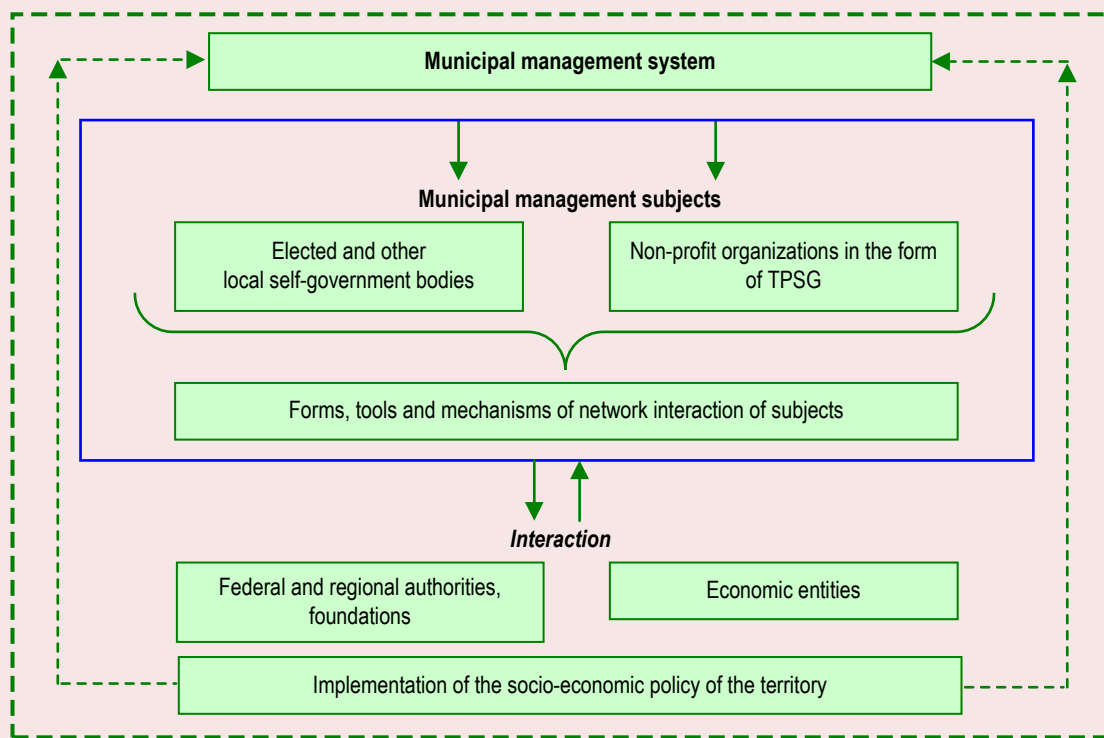 Municipal management system
Municipal management subjects
Elected and other
local self-government bodies
Non-profit organizations in the form
of TPSG
Forms, tools and mechanisms of network interaction of subjects
Interaction
Federal and regional authorities,
foundations
Economic entities
Implementation of the socio-economic policy of the territory